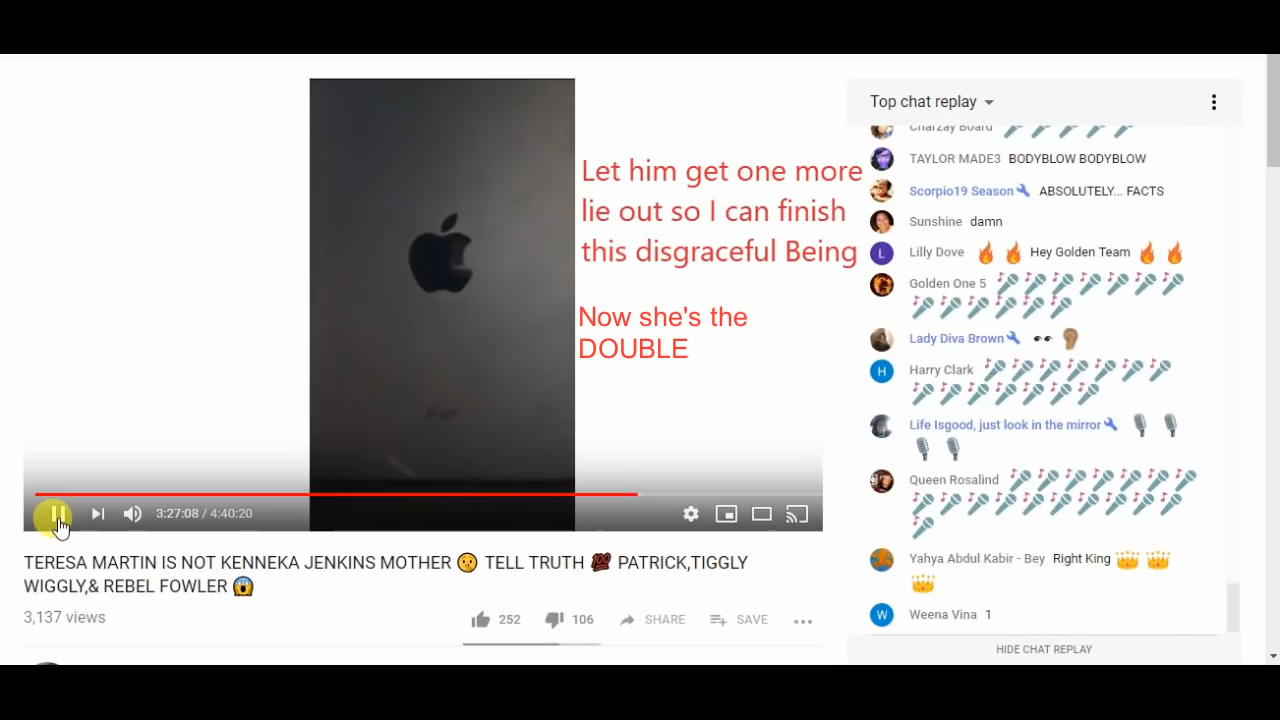 Top chat replay
Charzay Board
TAYLOR MADE3 BODYBLOW BODYBLOW
Scorpio19 Season ABSOLUTELY... FACTS
Sunshine damn
Lilly Dove 🔥 🔥 Hey Golden Team 🔥 🔥
Golden One 5
Lady Diva Brown
Harry Clark
Life Isgood, just look in the mirror
Queen Rosalind
Yahya Abdul Kabir - Bey Right King 👑 👑
👑
Weena Vina 1
HIDE CHAT REPLAY
Let him get one more
lie out so I can finish
this disgraceful Being
Now she's the
DOUBLE
iPad
3:27:08 / 4:40:20
TERESA MARTIN IS NOT KENNEKA JENKINS MOTHER 🤫 TELL TRUTH 💯 PATRICK,TIGGLY
WIGGLY,& REBEL FOWLER 😱
3,137 views
252 106 SHARE SAVE